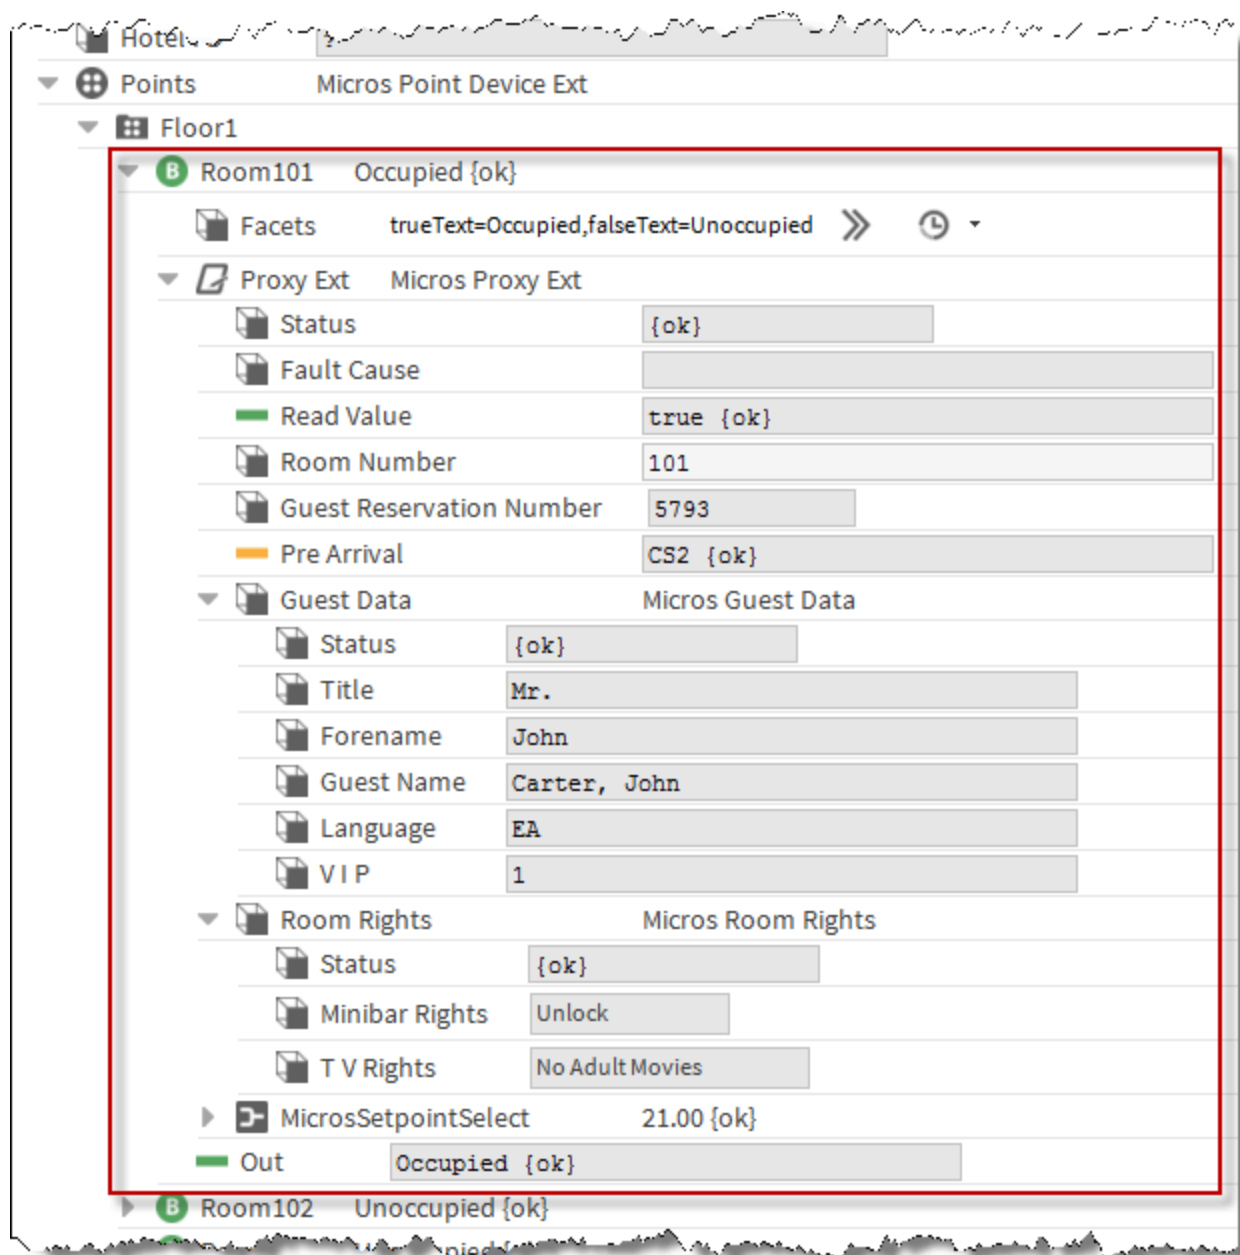 Hotel
Points Micros Point Device Ext
Floor1
B Room101 Occupied {ok}
Facets trueText=Occupied,falseText=Unoccupied
Proxy Ext Micros Proxy Ext
Status {ok}
Fault Cause
Read Value true {ok}
Room Number 101
Guest Reservation Number 5793
Pre Arrival CS2 {ok}
Guest Data Micros Guest Data
Status {ok}
Title Mr.
Forename John
Guest Name Carter, John
Language EA
V I P 1
Room Rights Micros Room Rights
Status {ok}
Minibar Rights Unlock
T V Rights No Adult Movies
MicrosSetpointSelect 21.00 {ok}
Out Occupied {ok}
B Room102 Unoccupied {ok}